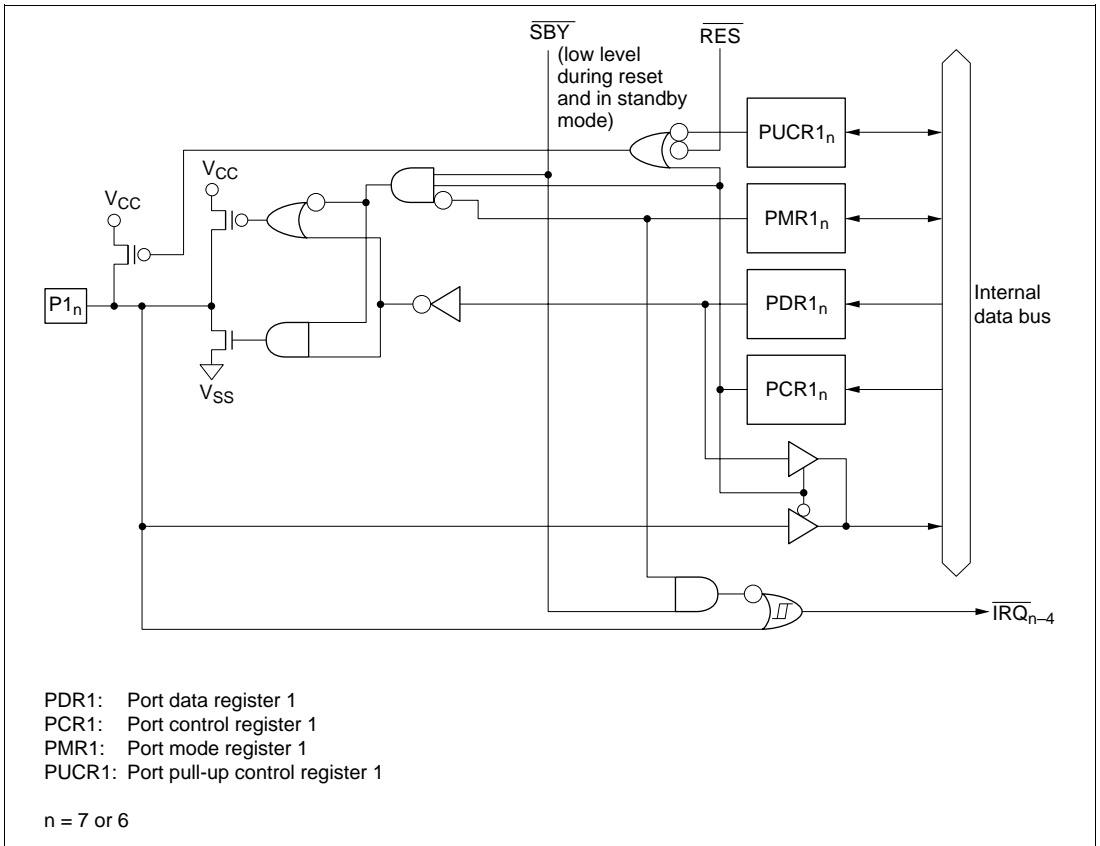 SBY
(low level
during reset
and in standby
mode)
RES
PUCR1n
VCC
VCC
PMR1n
P1n
PDR1n
Internal
data bus
VSS
PCR1n
IRQn–4
PDR1: Port data register 1
PCR1: Port control register 1
PMR1: Port mode register 1
PUCR1: Port pull-up control register 1
n = 7 or 6